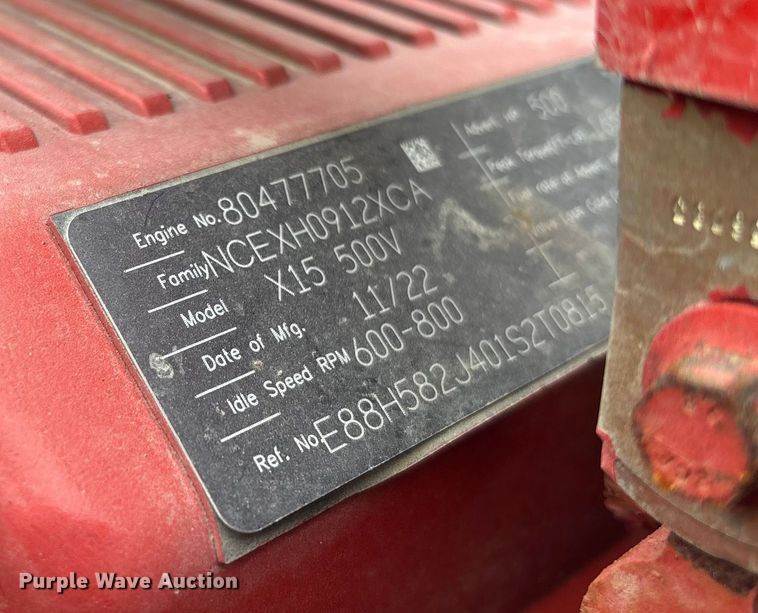 Engine No. 80477705
Family NCEXH0912XCA
Model X15 500V
Date of Mfg. 11/22
Idle Speed RPM 600-800
Ref. No. E88H582J401S2T0815
Advert. HP 500
Peak
Purple Wave Auction